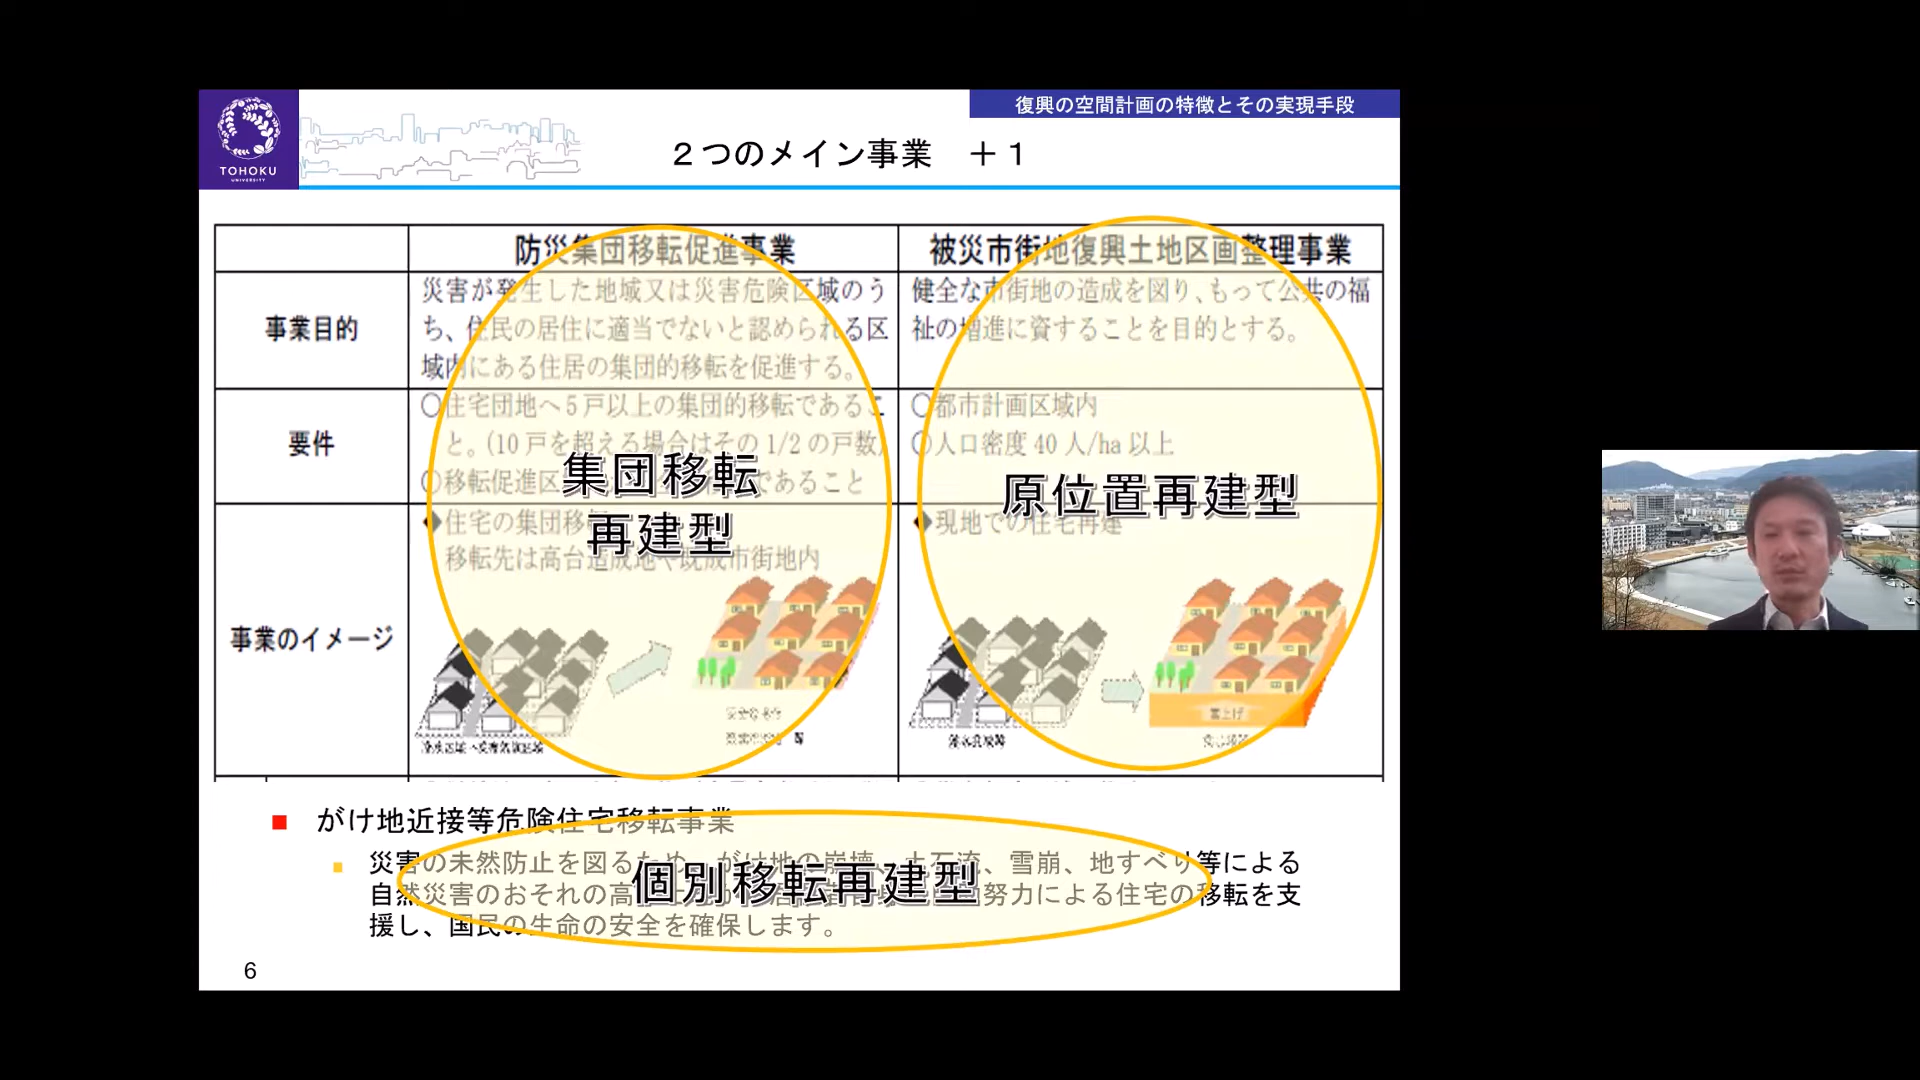 復興の空間計画の特徴とその実現手段
TOHOKU
UNIVERSITY
２つのメイン事業　＋１
防災集団移転促進事業
被災市街地復興土地区画整理事業
事業目的
災害が発生した地域又は災害危険区域のう
ち、住民の居住に適当でないと認められる区
域内にある住居の集団的移転を促進する。
健全な市街地の造成を図り、もって公共の福
祉の増進に資することを目的とする。
要件
○住宅団地へ５戸以上の集団的移転であるこ
と。(10 戸を超える場合はその 1/2 の戸数)
○移転促進区
であること
○都市計画区域内
○人口密度 40 人/ha 以上
集団移転
再建型
原位置再建型
事業のイメージ
◆住宅の集団移
移転先は高台造成地や既成市街地内
◆現地での住宅再建
嵩上げ
■ がけ地近接等危険住宅移転事業
災害の未然防止を図るため、がけ地の崩壊、土石流、雪崩、地すべり等による
自然災害のおそれの高
努力による住宅の移転を支
援し、国民の生命の安全を確保します。
個別移転再建型
6